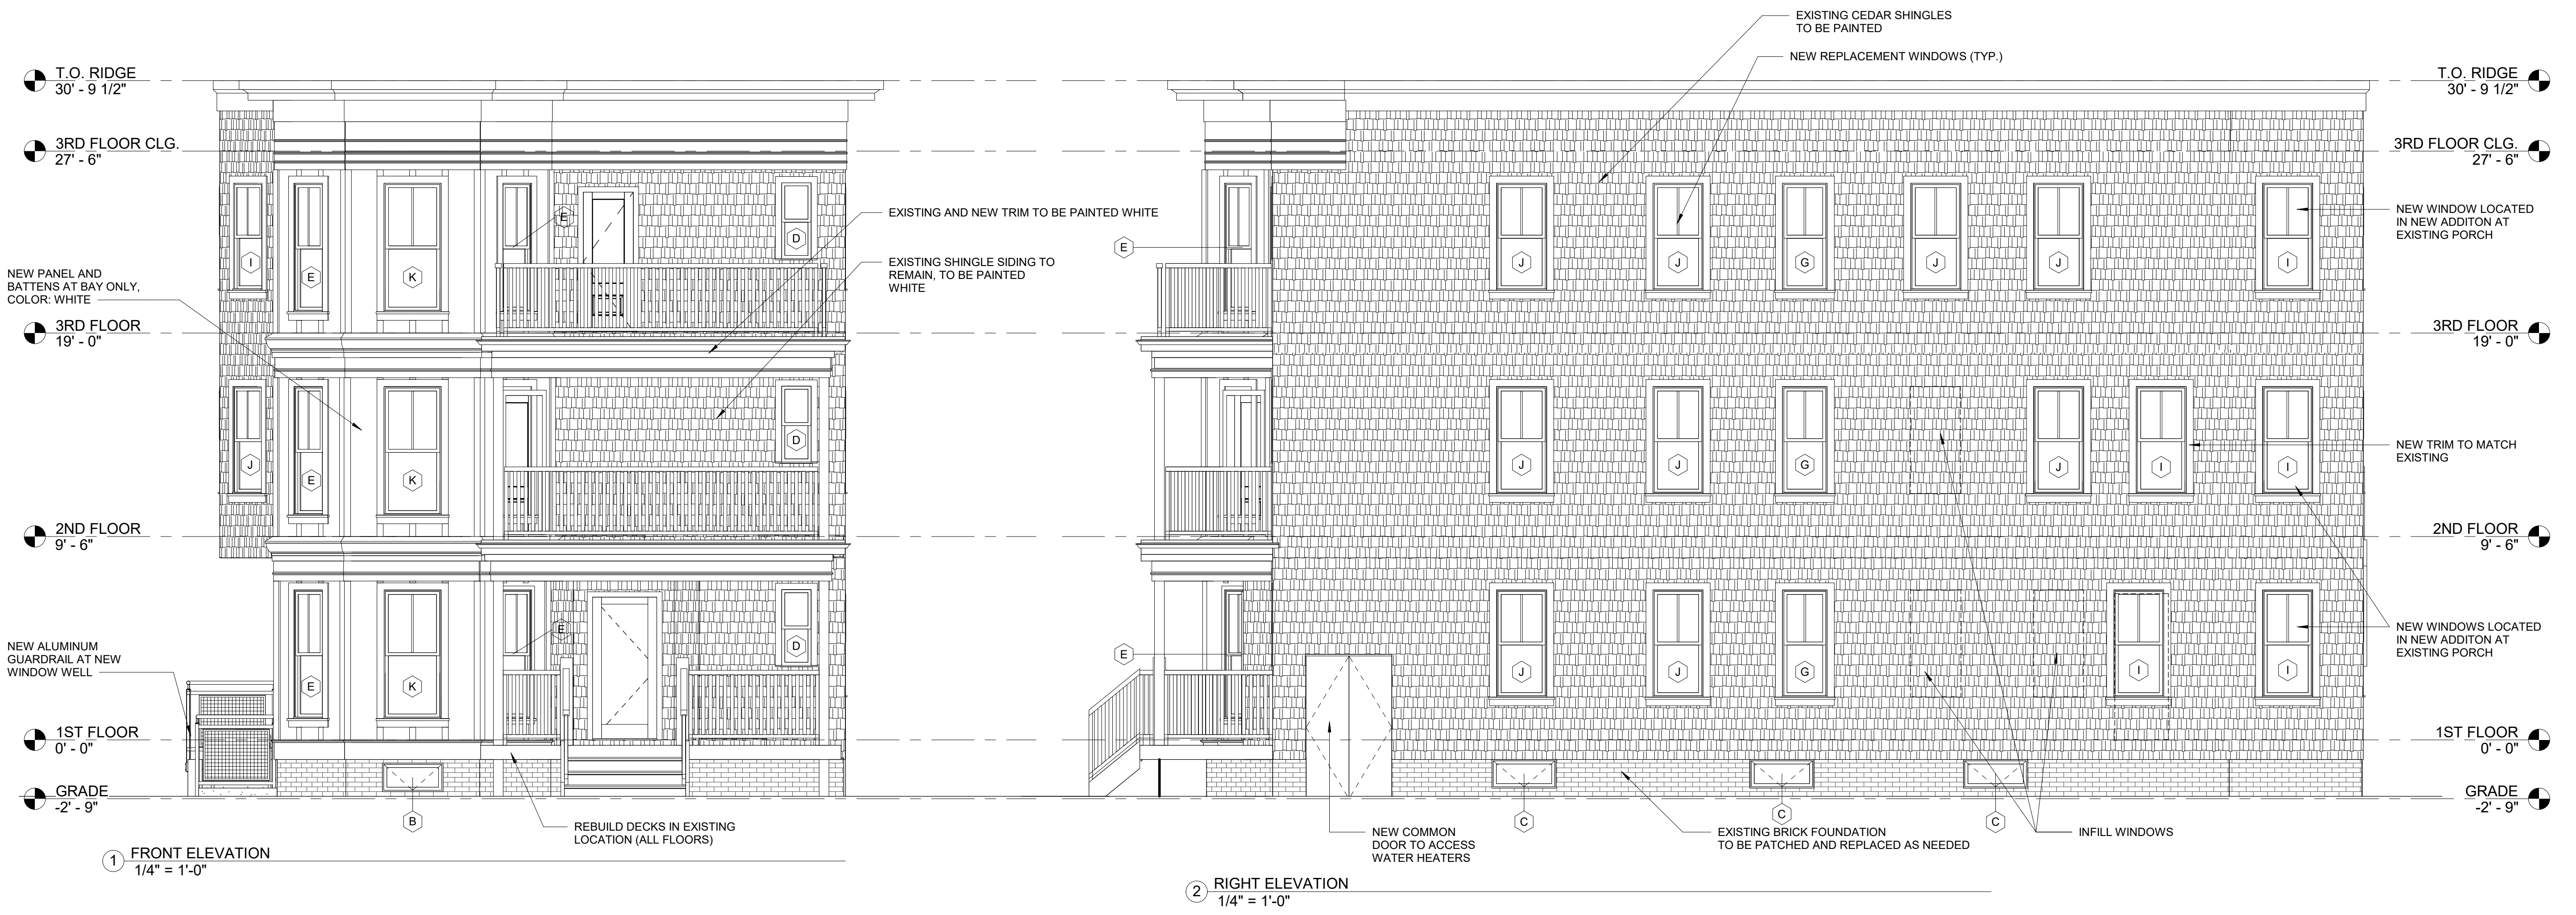 EXISTING CEDAR SHINGLES
TO BE PAINTED
NEW REPLACEMENT WINDOWS (TYP.)
T.O. RIDGE
30' - 9 1/2"
T.O. RIDGE
30' - 9 1/2"
3RD FLOOR CLG.
27' - 6"
3RD FLOOR CLG.
27' - 6"
EXISTING AND NEW TRIM TO BE PAINTED WHITE
NEW WINDOW LOCATED
IN NEW ADDITON AT
EXISTING PORCH
E
D
E
I
E
K
J
J
G
J
J
I
EXISTING SHINGLE SIDING TO
REMAIN, TO BE PAINTED
WHITE
NEW PANEL AND
BATTENS AT BAY ONLY,
COLOR: WHITE
3RD FLOOR
19' - 0"
3RD FLOOR
19' - 0"
D
J
E
K
J
J
G
J
I
I
NEW TRIM TO MATCH
EXISTING
2ND FLOOR
9' - 6"
2ND FLOOR
9' - 6"
NEW ALUMINUM
GUARDRAIL AT NEW
WINDOW WELL
E
D
E
E
K
J
J
G
I
I
NEW WINDOWS LOCATED
IN NEW ADDITON AT
EXISTING PORCH
1ST FLOOR
0' - 0"
1ST FLOOR
0' - 0"
GRADE
-2' - 9"
GRADE
-2' - 9"
B
C
C
C
REBUILD DECKS IN EXISTING
LOCATION (ALL FLOORS)
NEW COMMON
DOOR TO ACCESS
WATER HEATERS
EXISTING BRICK FOUNDATION
TO BE PATCHED AND REPLACED AS NEEDED
INFILL WINDOWS
1 FRONT ELEVATION
1/4" = 1'-0"
2 RIGHT ELEVATION
1/4" = 1'-0"